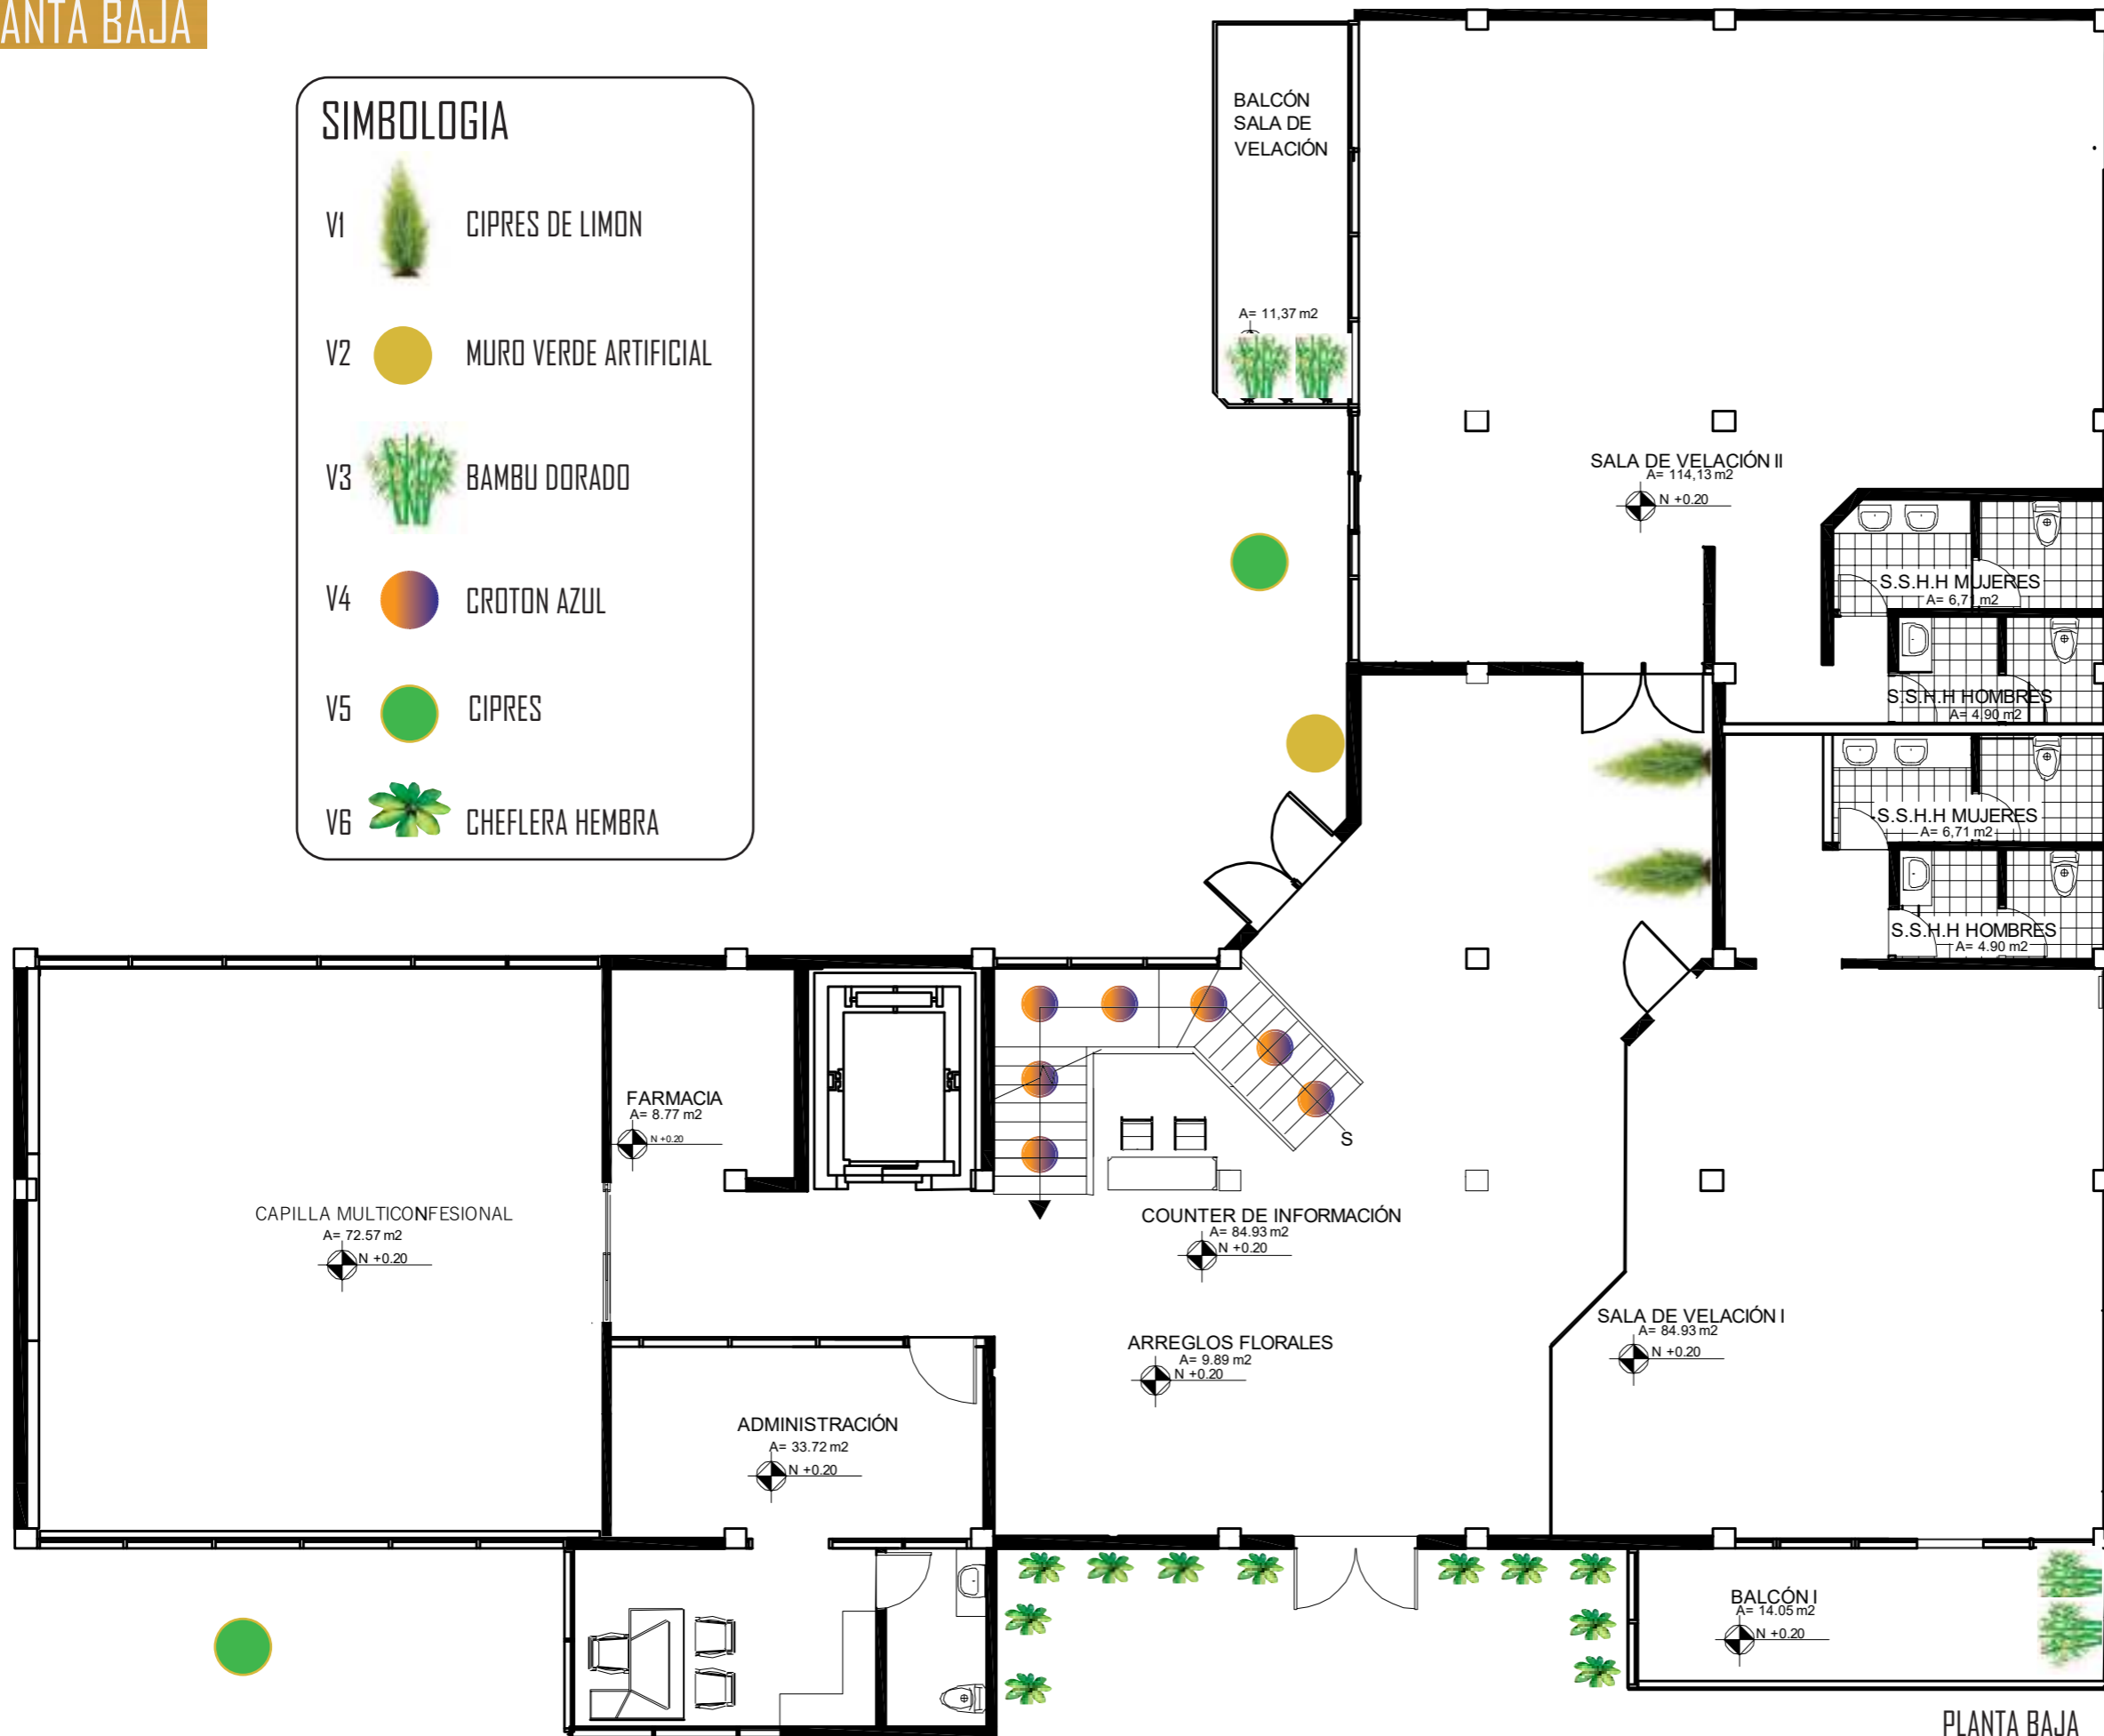 ANTA BAJA
SIMBOLOGIA
V1 CIPRES DE LIMON
V2 MURO VERDE ARTIFICIAL
V3 BAMBU DORADO
V4 CROTON AZUL
V5 CIPRES
V6 CHEFLERA HEMBRA
BALCÓN
SALA DE
VELACIÓN
A= 11,37 m2
SALA DE VELACIÓN II
A= 114,13 m2
N +0.20
S.S.H.H MUJERES
A= 6,71 m2
S.S.H.H HOMBRES
A= 4.90 m2
S.S.H.H MUJERES
A= 6,71 m2
S.S.H.H HOMBRES
A= 4.90 m2
FARMACIA
A= 8.77 m2
N +0.20
S
CAPILLA MULTICONFESIONAL
A= 72.57 m2
N +0.20
COUNTER DE INFORMACIÓN
A= 84.93 m2
N +0.20
ARREGLOS FLORALES
A= 9.89 m2
N +0.20
SALA DE VELACIÓN I
A= 84.93 m2
N +0.20
ADMINISTRACIÓN
A= 33.72 m2
N +0.20
BALCÓN I
A= 14.05 m2
N +0.20
PLANTA BAJA